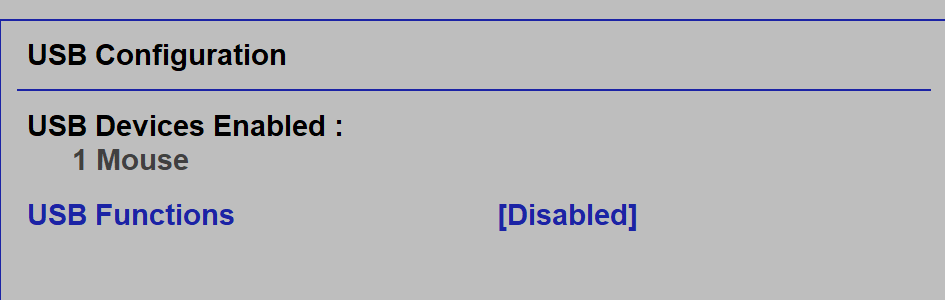 USB Configuration
USB Devices Enabled :
1 Mouse
USB Functions [Disabled]